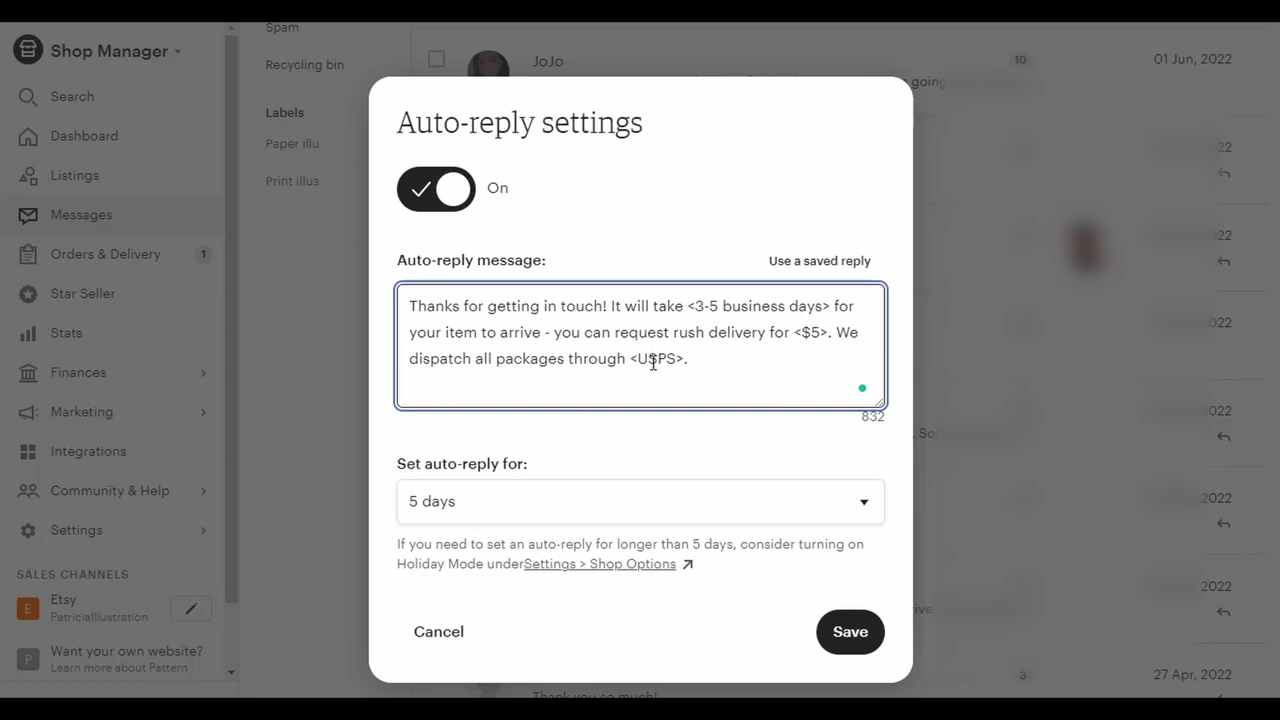 Shop Manager
Search
Dashboard
Listings
Messages
Orders & Delivery 1
Star Seller
Stats
Finances
Marketing
Integrations
Community & Help
Settings
SALES CHANNELS
Etsy
PatriciaIllustration
Want your own website?
Learn more about Pattern
Spam
Recycling bin
Labels
Paper illu
Print illus
JoJo
10
01 Jun, 2022
going
Auto-reply settings
On
Auto-reply message:
Use a saved reply
Thanks for getting in touch! It will take <3-5 business days> for
your item to arrive - you can request rush delivery for <$5>. We
dispatch all packages through <USPS>.
832
Set auto-reply for:
5 days
If you need to set an auto-reply for longer than 5 days, consider turning on
Holiday Mode underSettings > Shop Options
Cancel
Save
2022
2022
2022
2022
3
27 Apr, 2022
Thank you so much!